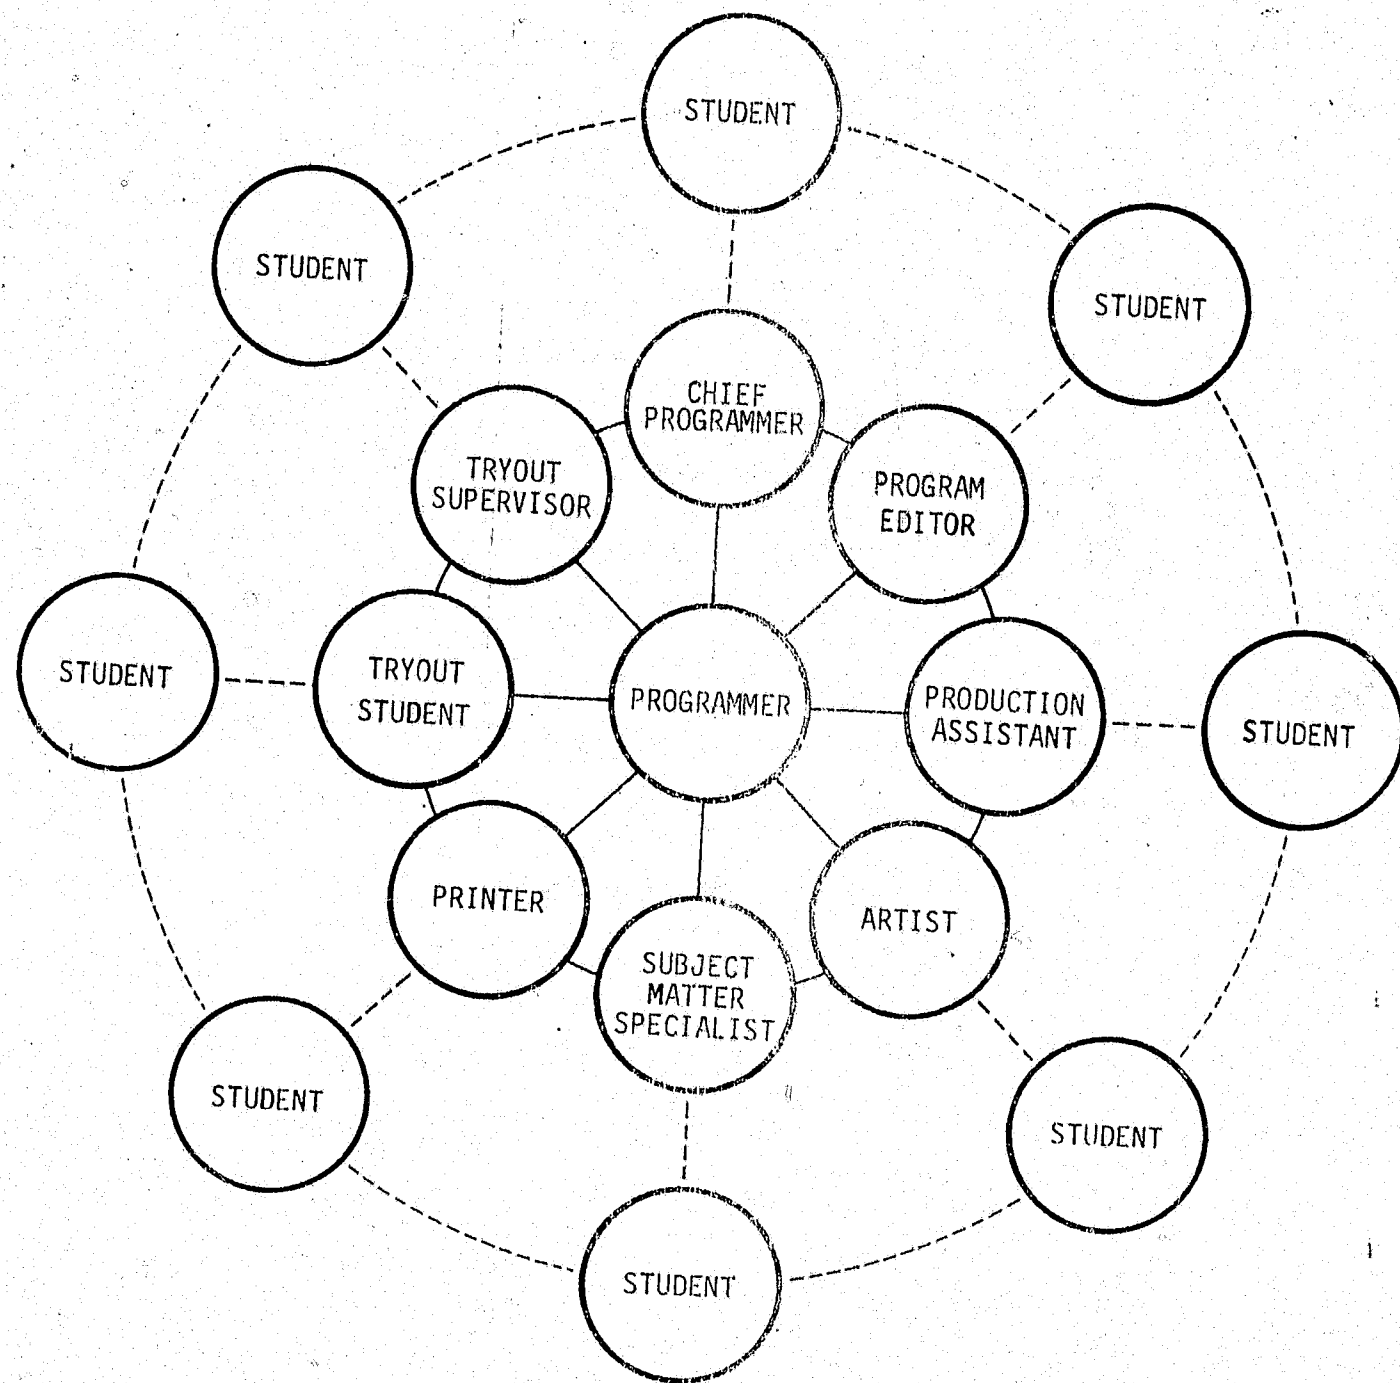 STUDENT
STUDENT
STUDENT
CHIEF
PROGRAMMER
TRYOUT
SUPERVISOR
PROGRAM
EDITOR
STUDENT
TRYOUT
STUDENT
PROGRAMMER
PRODUCTION
ASSISTANT
STUDENT
PRINTER
SUBJECT
MATTER
SPECIALIST
ARTIST
STUDENT
STUDENT
STUDENT